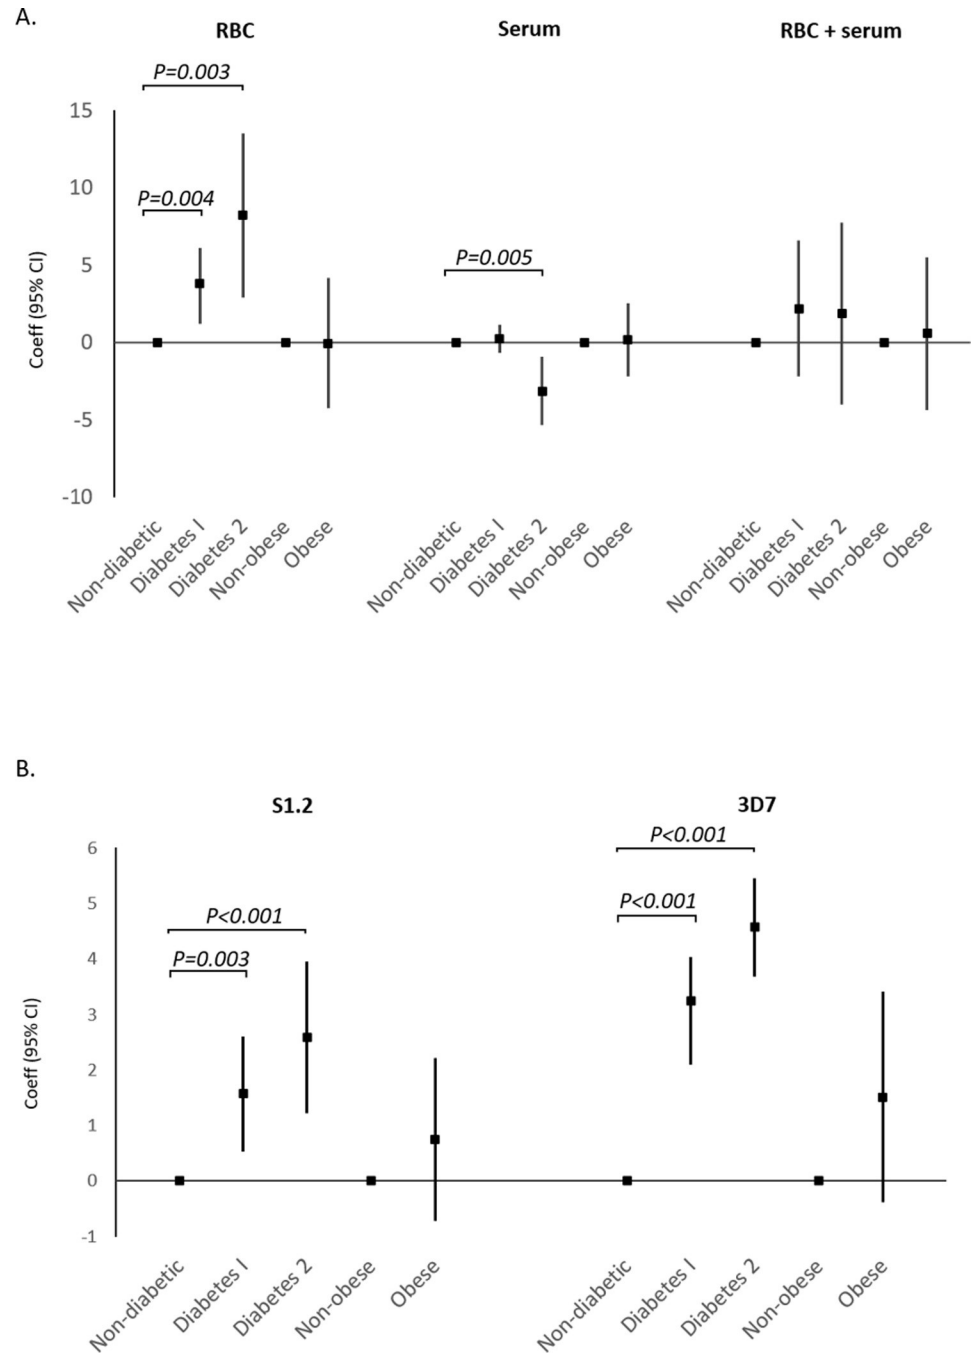 A.
RBC
Serum
RBC + serum
P=0.003
P=0.004
P=0.005
Coeff (95% CI)
15
10
5
0
-5
-10
Non-diabetic
Diabetes I
Diabetes 2
Non-obese
Obese
Non-diabetic
Diabetes I
Diabetes 2
Non-obese
Obese
Non-diabetic
Diabetes I
Diabetes 2
Non-obese
Obese
B.
S1.2
3D7
P<0.001
P=0.003
P<0.001
P<0.001
Coeff (95% CI)
6
5
4
3
2
1
0
-1
Non-diabetic
Diabetes I
Diabetes 2
Non-obese
Obese
Non-diabetic
Diabetes I
Diabetes 2
Non-obese
Obese